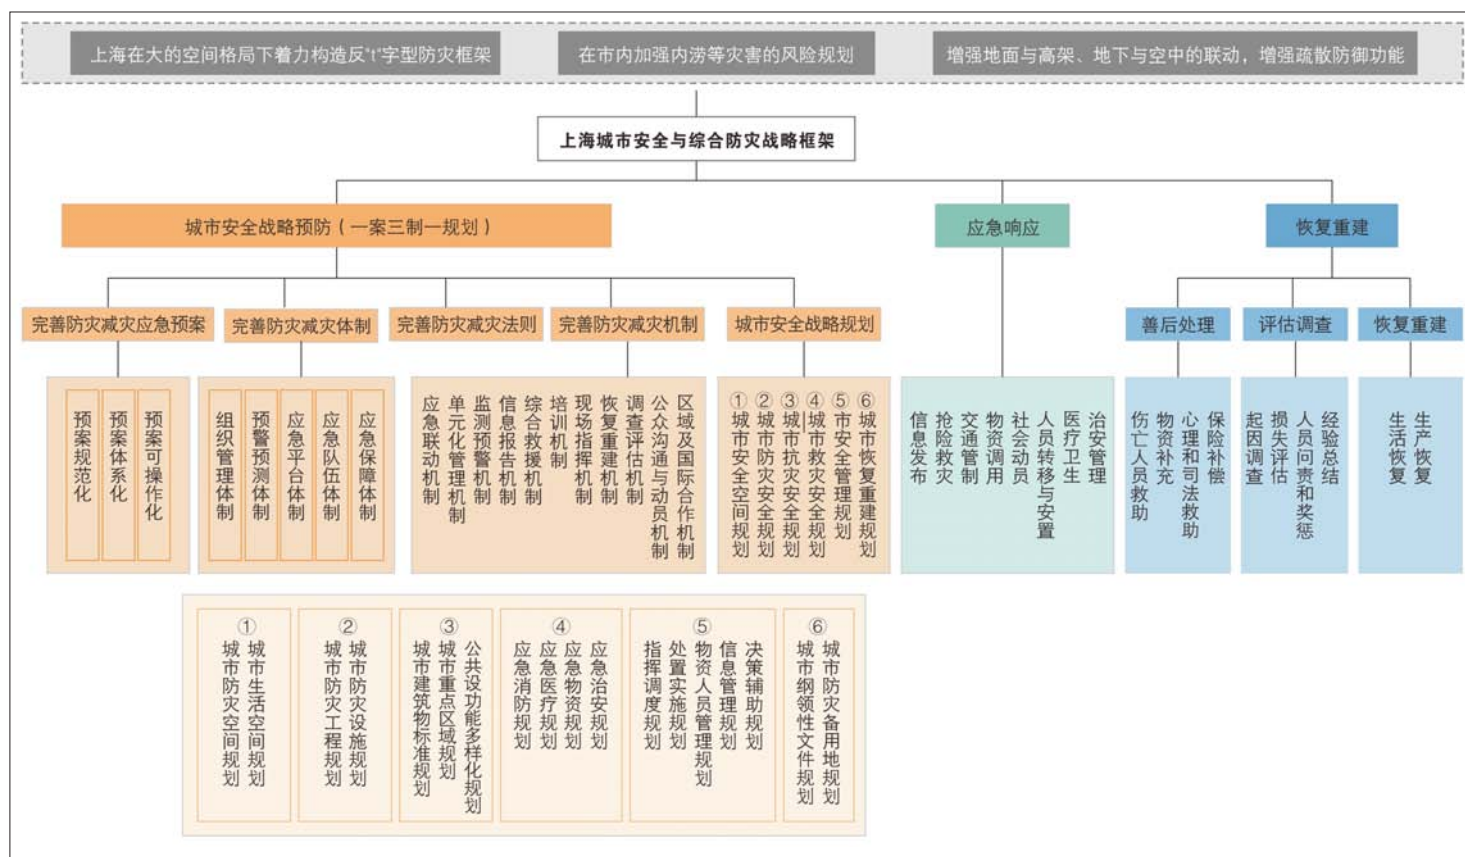 上海在大的空间格局下着力构造反"t"字型防灾框架
在市内加强内涝等灾害的风险规划
增强地面与高架、地下与空中的联动，增强疏散防御功能
上海城市安全与综合防灾战略框架
城市安全战略预防（一案三制一规划）
应急响应
恢复重建
完善防灾减灾应急预案
完善防灾减灾体制
完善防灾减灾法则
完善防灾减灾机制
城市安全战略规划
善后处理
评估调查
恢复重建
预案规范化
预案体系化
预案可操作化
组织管理体制
预警预测体制
应急平台体制
应急队伍体制
应急保障体制
应急联动机制
单元化管理机制
监测预警机制
信息报告机制
综合救援机制
培训机制
现场指挥机制
恢复重建机制
调查评估机制
公众沟通与动员机制
区域及国际合作机制
①城市安全空间规划
②城市防灾安全规划
③城市抗灾安全规划
④城市救灾安全规划
⑤市安全管理规划
⑥城市恢复重建规划
信息发布
抢险救灾
交通管制
物资调用
社会动员
人员转移与安置
医疗卫生
治安管理
伤亡人员救助
物资补充
心理和司法救助
保险补偿
起因调查
损失评估
人员问责和奖惩
经验总结
生活恢复
生产恢复
①
城市防灾空间规划
城市生活空间规划
②
城市防灾工程规划
城市防灾设施规划
③
城市建筑物标准规划
城市重点区域规划
公共设功能多样化规划
④
应急消防规划
应急医疗规划
应急物资规划
应急治安规划
⑤
指挥调度规划
处置实施规划
物资人员管理规划
信息管理规划
决策辅助规划
⑥
城市纲领性文件规划
城市防灾备用地规划